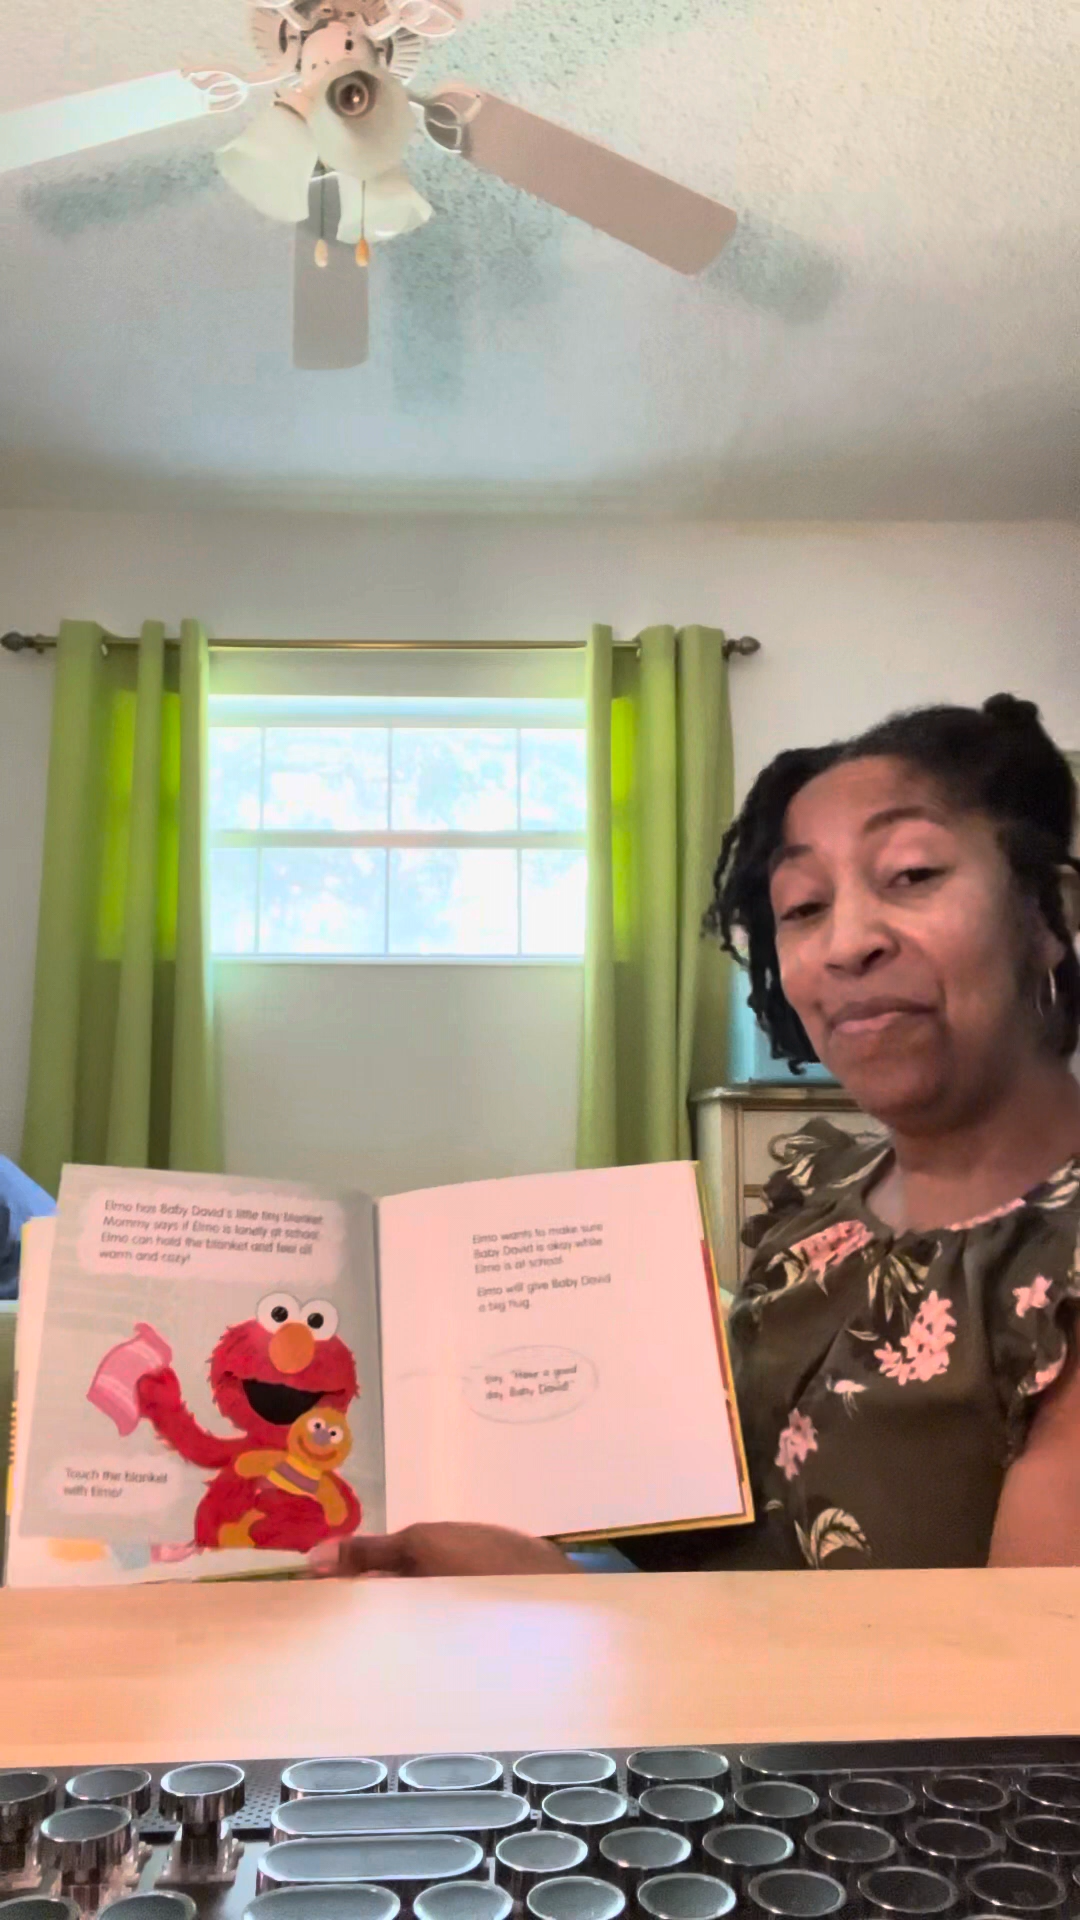 Elmo has Baby David's little tiny blanket.
Mommy says if Elmo is lonely at school,
Elmo can hold the blanket and feel all
warm and cozy!
Touch the blanket
with Elmo!
Elmo wants to make sure
Baby David is okay while
Elmo is at school.
Elmo will give Baby David
a big hug.
Say, "Have a good
day, Baby David!"